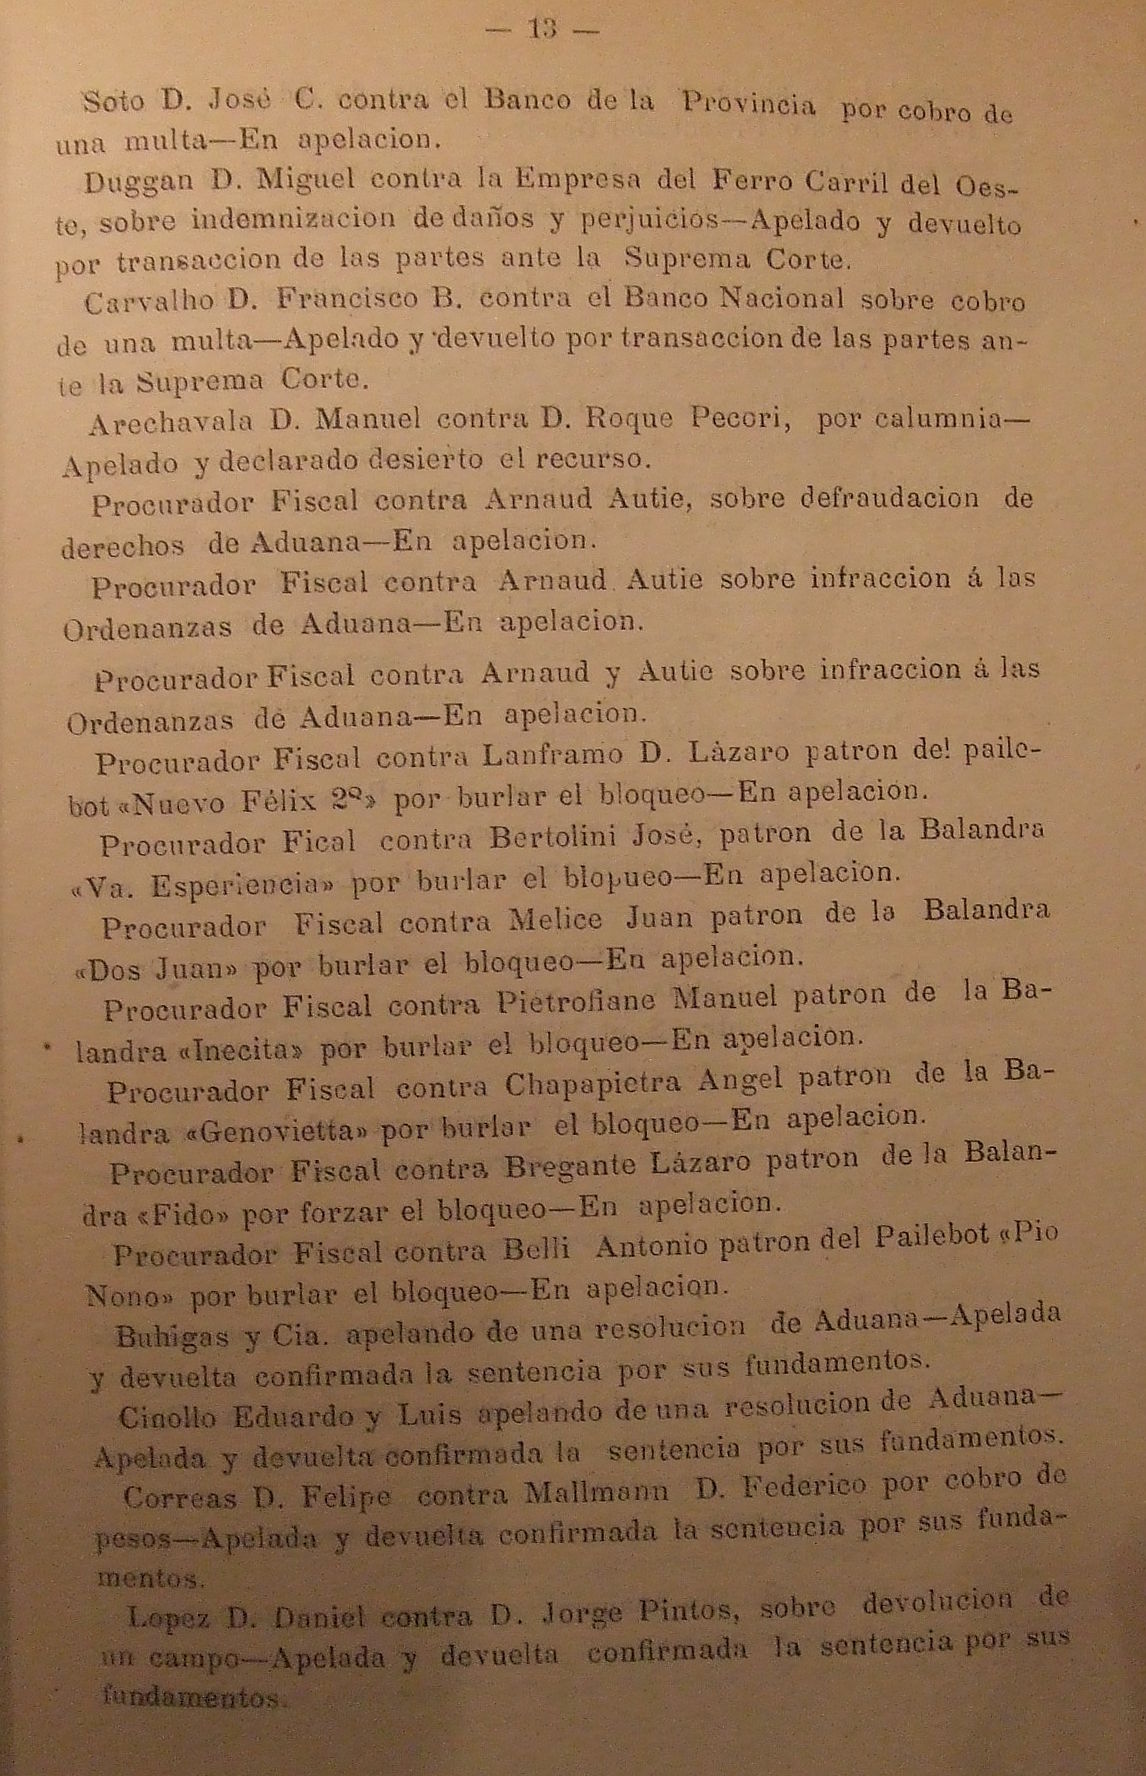 — 13 —
Soto D. José C. contra el Banco de la Provincia por cobro de
una multa—En apelacion.
Duggan D. Miguel contra la Empresa del Ferro Carril del Oes-
te, sobre indemnizacion de daños y perjuicios—Apelado y devuelto
por transaccion de las partes ante la Suprema Corte.
Carvalho D. Francisco B. contra el Banco Nacional sobre cobro
de una multa—Apelado y devuelto por transaccion de las partes an-
te la Suprema Corte.
Arechavala D. Manuel contra D. Roque Pecori, por calumnia—
Apelado y declarado desierto el recurso.
Procurador Fiscal contra Arnaud Autie, sobre defraudacion de
derechos de Aduana—En apelacion.
Procurador Fiscal contra Arnaud Autie sobre infraccion á las
Ordenanzas de Aduana—En apelacion.
Procurador Fiscal contra Arnaud y Autie sobre infraccion á las
Ordenanzas de Aduana—En apelacion.
Procurador Fiscal contra Lanframo D. Lázaro patron del paile-
bot «Nuevo Félix 2º» por burlar el bloqueo—En apelacion.
Procurador Fical contra Bertolini José, patron de la Balandra
«Va. Esperiencia» por burlar el blopueo—En apelacion.
Procurador Fiscal contra Melice Juan patron de la Balandra
«Dos Juan» por burlar el bloqueo—En apelacion.
Procurador Fiscal contra Pietrofiane Manuel patron de la Ba-
landra «Inecita» por burlar el bloqueo—En apelacion.
Procurador Fiscal contra Chapapietra Angel patron de la Ba-
landra «Genovietta» por burlar el bloqueo—En apelacion.
Procurador Fiscal contra Bregante Lázaro patron de la Balan-
dra «Fido» por forzar el bloqueo—En apelacion.
Procurador Fiscal contra Belli Antonio patron del Pailebot «Pio
Nono» por burlar el bloqueo—En apelacion.
Buhigas y Cia. apelando de una resolucion de Aduana—Apelada
y devuelta confirmada la sentencia por sus fundamentos.
Cinollo Eduardo y Luis apelando de una resolucion de Aduana—
Apelada y devuelta confirmada la sentencia por sus fundamentos.
Correas D. Felipe contra Mallmann D. Federico por cobro de
pesos—Apelada y devuelta confirmada la sentencia por sus funda-
mentos.
Lopez D. Daniel contra D. Jorge Pintos, sobre devolucion de
un campo—Apelada y devuelta confirmada la sentencia por sus
fundamentos.